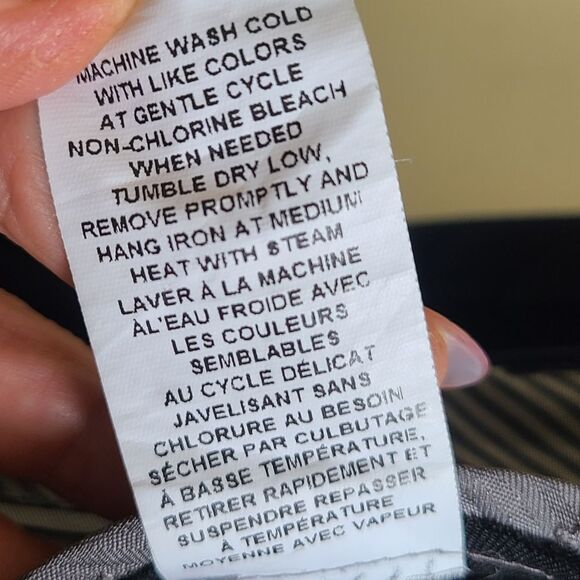 MACHINE WASH COLD
WITH LIKE COLORS
AT GENTLE CYCLE
NON-CHLORINE BLEACH
WHEN NEEDED
TUMBLE DRY LOW,
REMOVE PROMPTLY AND
HANG IRON AT MEDIUM
HEAT WITH STEAM
LAVER À LA MACHINE
ÀL'EAU FROIDE AVEC
LES COULEURS
SEMBLABLES
AU CYCLE DÉLICAT
JAVELISANT SANS
CHLORURE AU BESOIN
SÉCHER PAR CULBUTAGE
À BASSE TEMPÉRATURE,
RETIRER RAPIDEMENT ET
SUSPENDRE REPASSER
À TEMPÉRATURE
MOYENNE AVEC VAPEUR